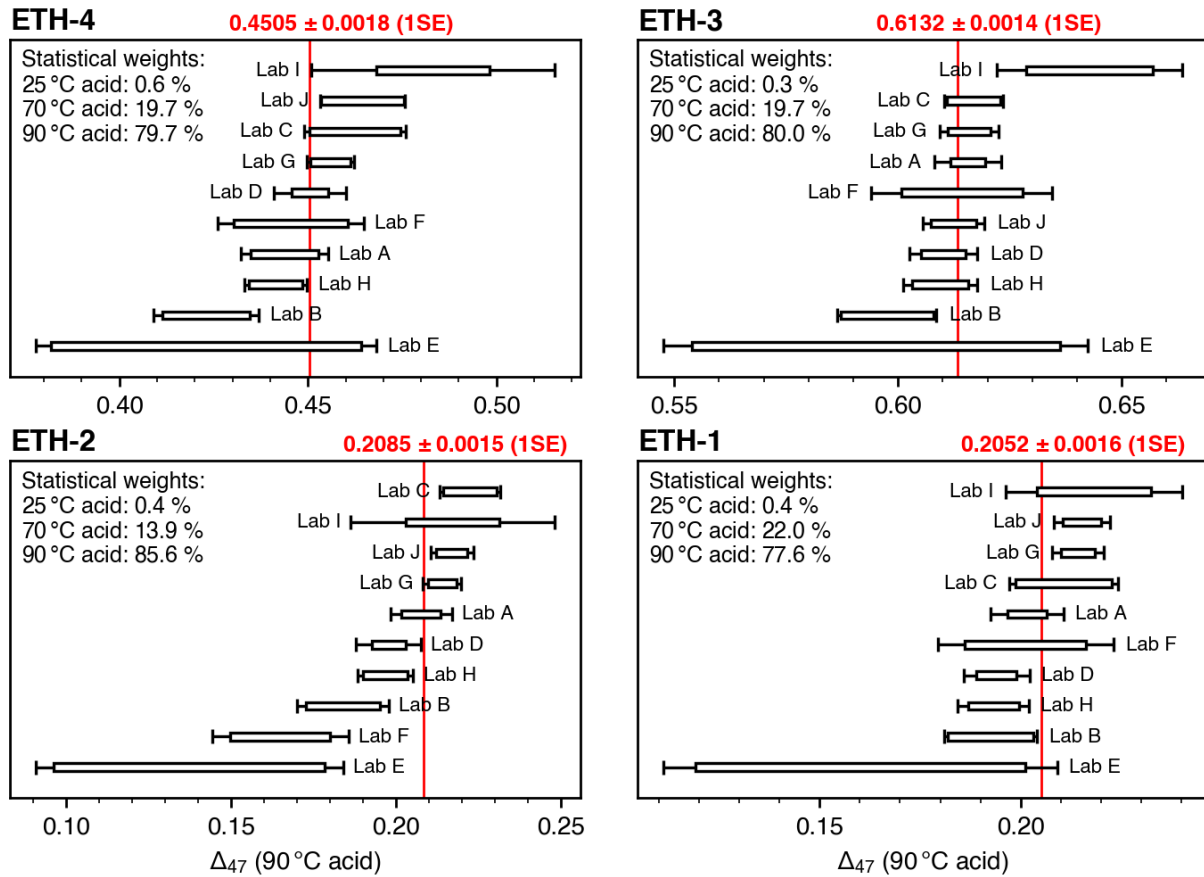 ETH-4
0.4505 ± 0.0018 (1SE)
Statistical weights:
25 °C acid: 0.6 %
70 °C acid: 19.7 %
90 °C acid: 79.7 %
Lab I
Lab J
Lab C
Lab G
Lab D
Lab F
Lab A
Lab H
Lab B
Lab E
0.40 0.45 0.50
ETH-3
0.6132 ± 0.0014 (1SE)
Statistical weights:
25 °C acid: 0.3 %
70 °C acid: 19.7 %
90 °C acid: 80.0 %
Lab I
Lab C
Lab G
Lab A
Lab F
Lab J
Lab D
Lab H
Lab B
Lab E
0.55 0.60 0.65
ETH-2
0.2085 ± 0.0015 (1SE)
Statistical weights:
25 °C acid: 0.4 %
70 °C acid: 13.9 %
90 °C acid: 85.6 %
Lab C
Lab I
Lab J
Lab G
Lab A
Lab D
Lab H
Lab B
Lab F
Lab E
0.10 0.15 0.20 0.25
Δ47 (90 °C acid)
ETH-1
0.2052 ± 0.0016 (1SE)
Statistical weights:
25 °C acid: 0.4 %
70 °C acid: 22.0 %
90 °C acid: 77.6 %
Lab I
Lab J
Lab G
Lab C
Lab A
Lab F
Lab D
Lab H
Lab B
Lab E
0.15 0.20
Δ47 (90 °C acid)